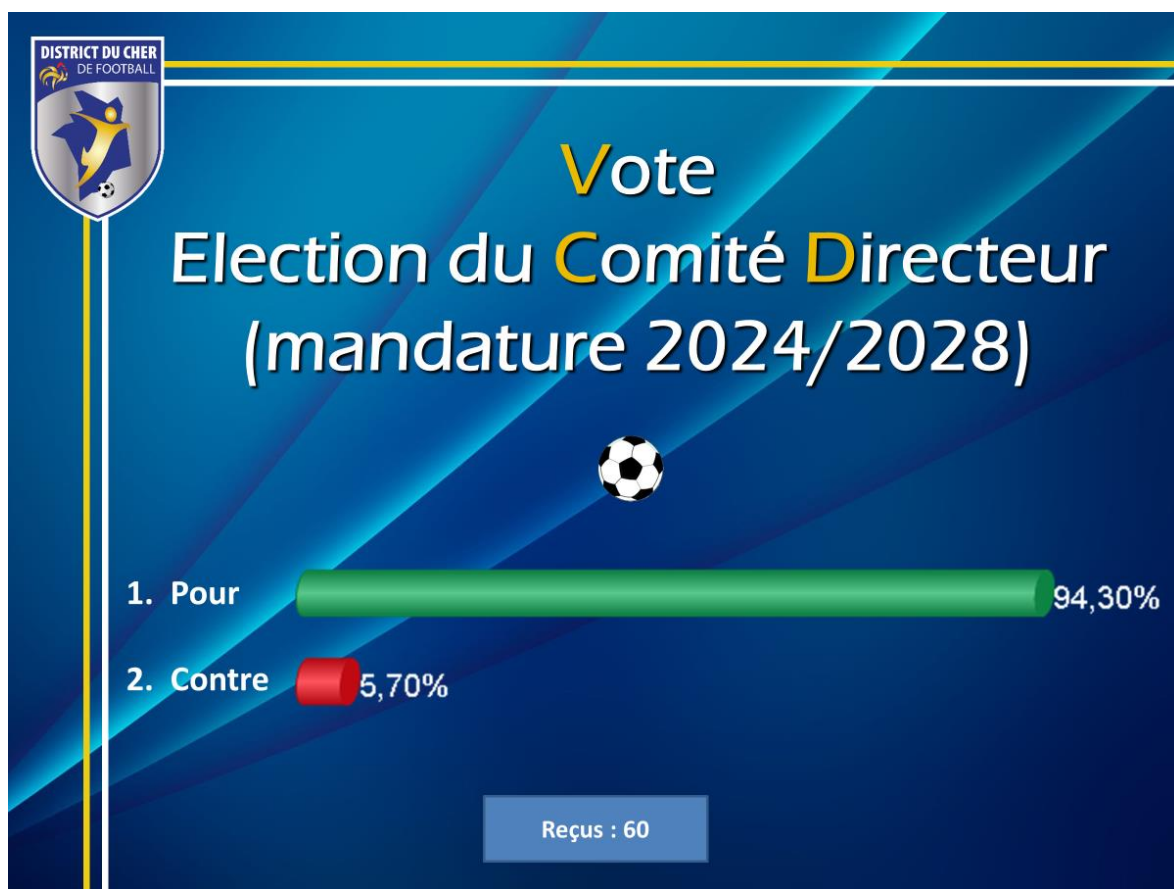 DISTRICT DU CHER
DE FOOTBALL
Vote
Election du Comité Directeur
(mandature 2024/2028)
1. Pour 94,30%
2. Contre 5,70%
Reçus : 60